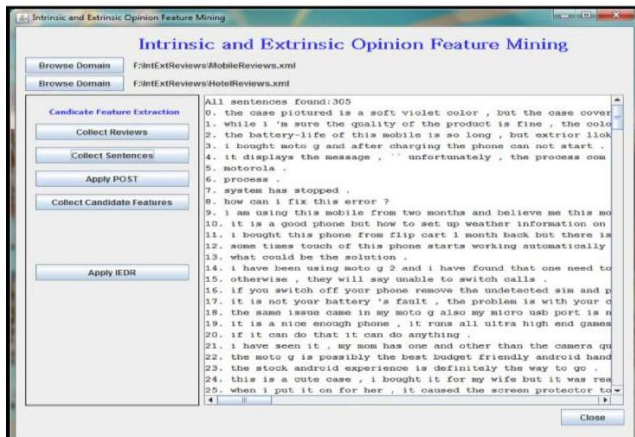 Intrinsic and Extrinsic Opinion Feature Mining
Intrinsic and Extrinsic Opinion Feature Mining
Browse Domain F:\IntExtReviews\MobileReviews.xml
Browse Domain F:\IntExtReviews\HotelReviews.xml
Candicate Feature Extraction
Collect Reviews
Collect Sentences
Apply POST
Collect Candidate Features
Apply IEDR
All sentences found:305
0. the case pictured is a soft violet color , but the case cover
1. while i 'm sure the quality of the product is fine , the colo
2. the battery-life of this mobile is so long , but extrior llok
3. i bought moto g and after charging the phone can not start .
4. it displays the message , `` unfortunately , the process com
5. motorola .
6. process .
7. system has stopped .
8. how can i fix this error ?
9. i am using this mobile from two months and believe me this mo
10. it is a good phone but how to set up weather information on
11. i bought this phone from flip cart 1 month back but there is
12. some times touch of this phone starts working automatically
13. what could be the solution .
14. i have been using moto g 2 and i have found that one need to
15. otherwise , they will say unable to switch calls .
16. if you switch off your phone remove the undetected sim and p
17. it is not your battery 's fault , the problem is with your c
18. the same issue came in my moto g also my micro usb port is n
19. it is a nice enough phone , it runs all ultra high end games
20. if it can do that it can do anything .
21. i have seen it , my mom has one and other than the camera qu
22. the moto g is possibly the best budget friendly android hand
23. the stock android experience is definitely the way to go .
24. this is a cute case , i bought it for my wife but it was rea
25. when i put it on for her , it caused the screen protector to
Close